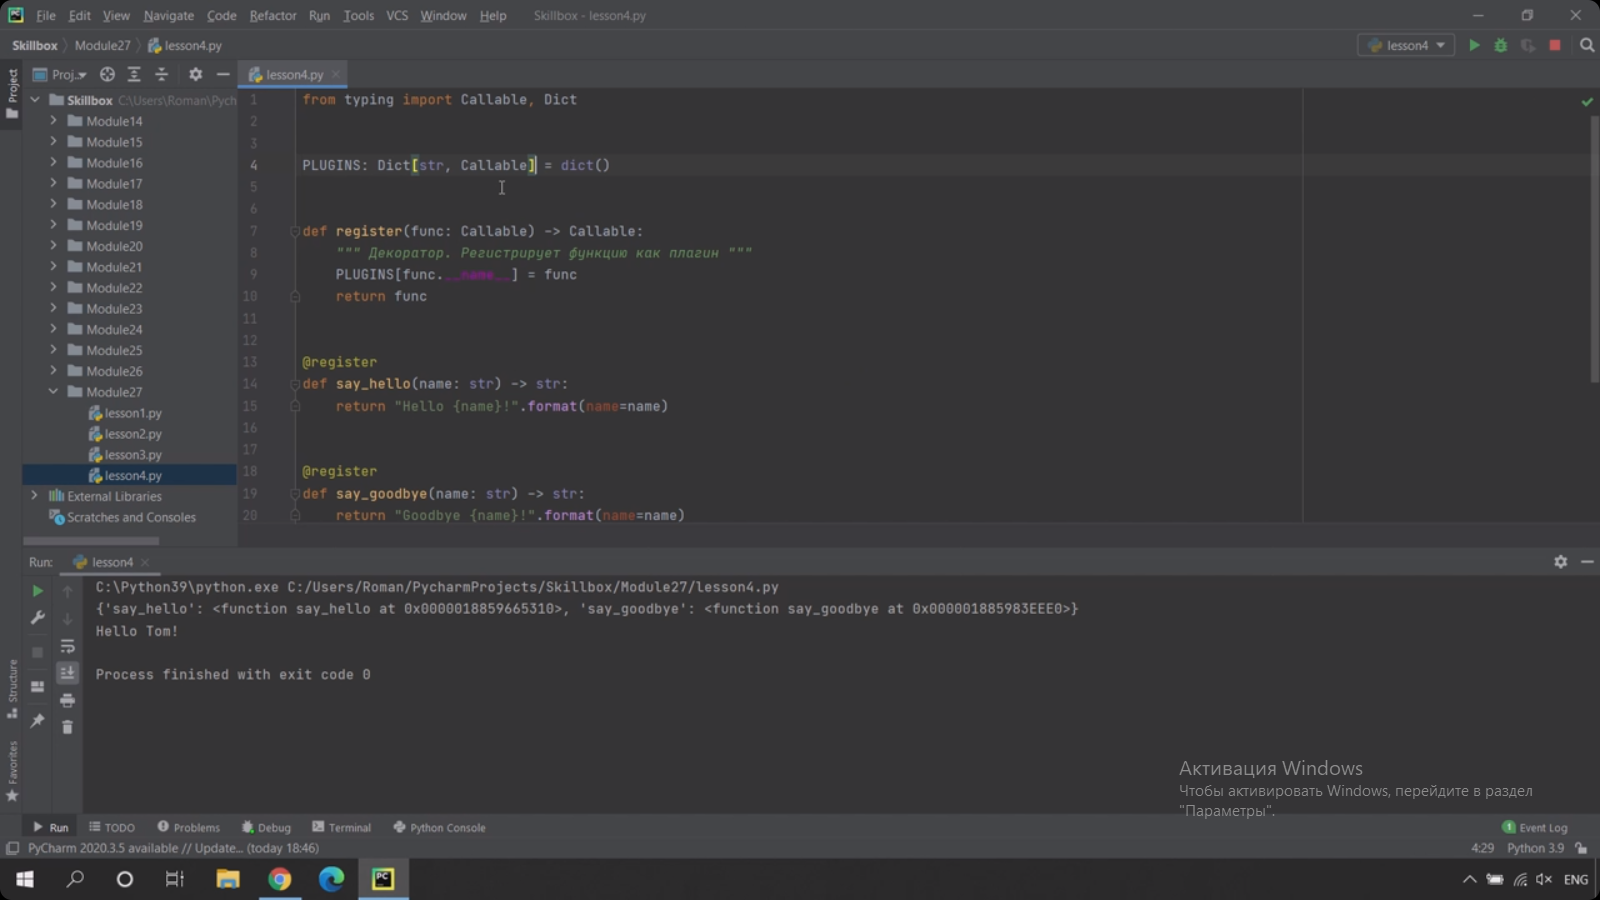 File Edit View Navigate Code Refactor Run Tools VCS Window Help Skillbox - lesson4.py
Skillbox Module27 lesson4.py lesson4
Project
Proj... lesson4.py
Skillbox C:\Users\Roman\Pych
Module14
Module15
Module16
Module17
Module18
Module19
Module20
Module21
Module22
Module23
Module24
Module25
Module26
Module27
lesson1.py
lesson2.py
lesson3.py
lesson4.py
External Libraries
Scratches and Consoles
1 from typing import Callable, Dict
2
3
4 PLUGINS: Dict[str, Callable] = dict()
5
6
7 def register(func: Callable) -> Callable:
8 """ Декоратор. Регистрирует функцию как плагин """
9 PLUGINS[func.__name__] = func
10 return func
11
12
13 @register
14 def say_hello(name: str) -> str:
15 return "Hello {name}!".format(name=name)
16
17
18 @register
19 def say_goodbye(name: str) -> str:
20 return "Goodbye {name}!".format(name=name)
Run: lesson4
C:\Python39\python.exe C:/Users/Roman/PycharmProjects/Skillbox/Module27/lesson4.py
{'say_hello': <function say_hello at 0x0000018859665310>, 'say_goodbye': <function say_goodbye at 0x000001885983EEE0>}
Hello Tom!
Process finished with exit code 0
Structure
Favorites
Активация Windows
Чтобы активировать Windows, перейдите в раздел
"Параметры".
Run TODO Problems Debug Terminal Python Console 1 Event Log
PyCharm 2020.3.5 available // Update... (today 18:46) 4:29 Python 3.9
PC ENG